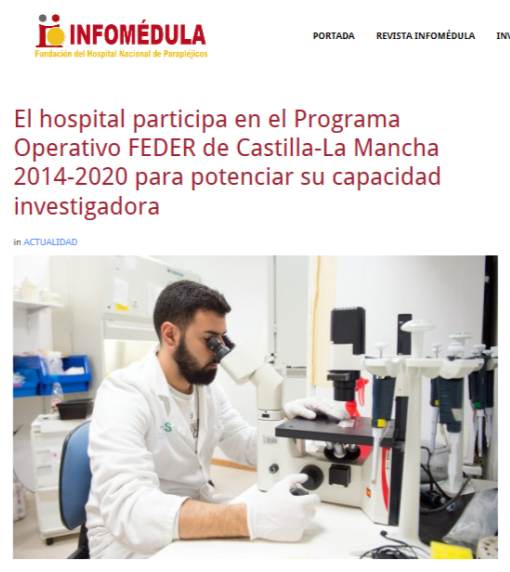 INFOMÉDULA
Fundación del Hospital Nacional de Parapléjicos
PORTADA REVISTA INFOMÉDULA
El hospital participa en el Programa
Operativo FEDER de Castilla-La Mancha
2014-2020 para potenciar su capacidad
investigadora
in ACTUALIDAD